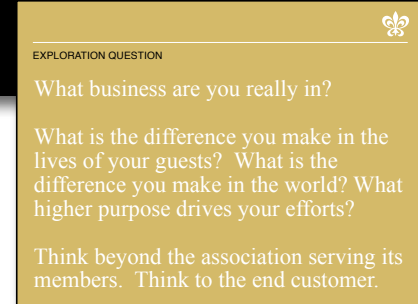 EXPLORATION QUESTION
What business are you really in?
What is the difference you make in the
lives of your guests?  What is the
difference you make in the world? What
higher purpose drives your efforts?
Think beyond the association serving its
members.  Think to the end customer.